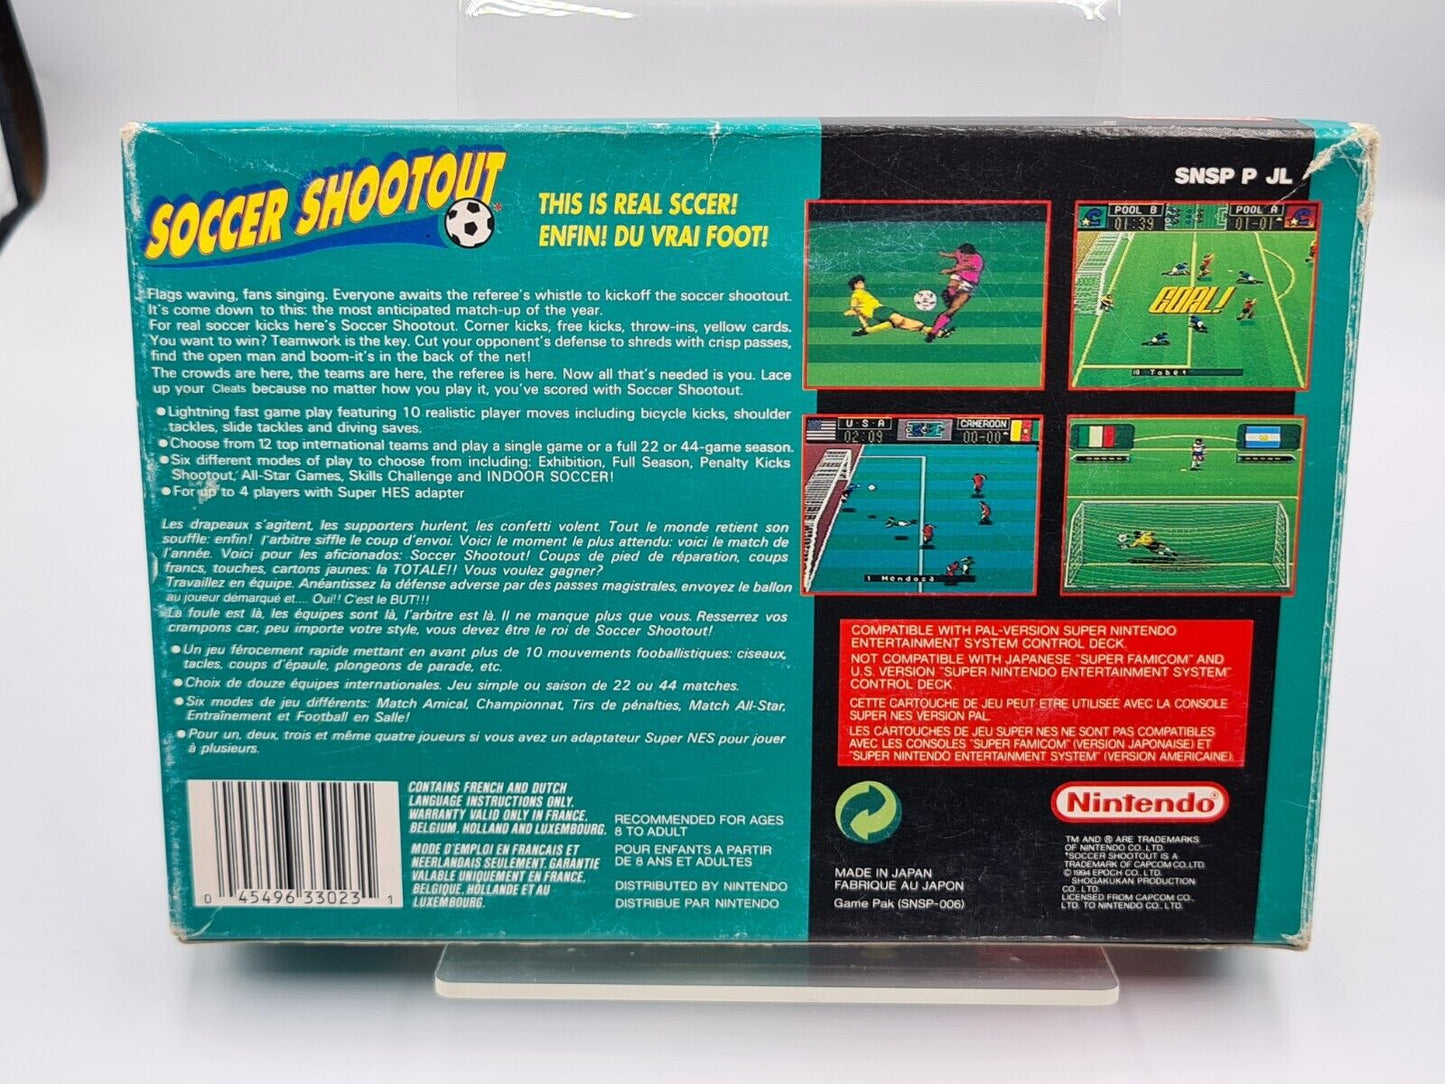 SOCCER SHOOTOUT
THIS IS REAL SCCER!
ENFIN! DU VRAI FOOT!
Flags waving, fans singing. Everyone awaits the referee's whistle to kickoff the soccer shootout.
It's come down to this: the most anticipated match-up of the year.
For real soccer kicks here's Soccer Shootout. Corner kicks, free kicks, throw-ins, yellow cards.
You want to win? Teamwork is the key. Cut your opponent's defense to shreds with crisp passes,
find the open man and boom-it's in the back of the net!
The crowds are here, the teams are here, the referee is here. Now all that's needed is you. Lace
up your Cleats because no matter how you play it, you've scored with Soccer Shootout.
● Lightning fast game play featuring 10 realistic player moves including bicycle kicks, shoulder
tackles, slide tackles and diving saves.
● Choose from 12 top international teams and play a single game or a full 22 or 44-game season.
● Six different modes of play to choose from including: Exhibition, Full Season, Penalty Kicks
Shootout, All-Star Games, Skills Challenge and INDOOR SOCCER!
● For up to 4 players with Super HES adapter
Les drapeaux s'agitent, les supporters hurlent, les confetti volent. Tout le monde retient son
souffle: enfin! l'arbitre siffle le coup d'envoi. Voici le moment le plus attendu: voici le match de
l'année. Voici pour les aficionados: Soccer Shootout! Coups de pied de réparation, coups
francs, touches, cartons jaunes: la TOTALE!! Vous voulez gagner?
Travaillez en équipe. Anéantissez la défense adverse par des passes magistrales, envoyez le ballon
au joueur démarqué et.... Oui!! C'est le BUT!!!
La foule est là, les équipes sont là, l'arbitre est là. Il ne manque plus que vous. Resserrez vos
crampons car, peu importe votre style, vous devez être le roi de Soccer Shootout!
● Un jeu férocement rapide mettant en avant plus de 10 mouvements fooballistiques: ciseaux,
tacles, coups d'épaule, plongeons de parade, etc.
● Choix de douze équipes internationales. Jeu simple ou saison de 22 ou 44 matches.
● Six modes de jeu différents: Match Amical, Championnat, Tirs de pénalties, Match All-Star,
Entraînement et Football en Salle!
● Pour un, deux, trois et même quatre joueurs si vous avez un adaptateur Super NES pour jouer
à plusieurs.
0 45496 33023 1
CONTAINS FRENCH AND DUTCH
LANGUAGE INSTRUCTIONS ONLY.
WARRANTY VALID ONLY IN FRANCE,
BELGIUM, HOLLAND AND LUXEMBOURG.
MODE D'EMPLOI EN FRANCAIS ET
NEERLANDAIS SEULEMENT. GARANTIE
VALABLE UNIQUEMENT EN FRANCE,
BELGIQUE, HOLLANDE ET AU
LUXEMBOURG.
RECOMMENDED FOR AGES
8 TO ADULT
POUR ENFANTS A PARTIR
DE 8 ANS ET ADULTES
DISTRIBUTED BY NINTENDO
DISTRIBUE PAR NINTENDO
SNSP P JL
POOL B
01:39
POOL A
01-01
GOAL!
10 Tobét
U·S·A
02:09
CAMEROON
00-00
1 Mendoza
COMPATIBLE WITH PAL-VERSION SUPER NINTENDO
ENTERTAINMENT SYSTEM CONTROL DECK.
NOT COMPATIBLE WITH JAPANESE "SUPER FAMICOM" AND
U.S. VERSION "SUPER NINTENDO ENTERTAINMENT SYSTEM"
CONTROL DECK.
CETTE CARTOUCHE DE JEU PEUT ETRE UTILISEE AVEC LA CONSOLE
SUPER NES VERSION PAL.
LES CARTOUCHES DE JEU SUPER NES NE SONT PAS COMPATIBLES
AVEC LES CONSOLES "SUPER FAMICOM" (VERSION JAPONAISE) ET
"SUPER NINTENDO ENTERTAINMENT SYSTEM" (VERSION AMERICAINE).
MADE IN JAPAN
FABRIQUE AU JAPON
Game Pak (SNSP-006)
Nintendo
TM AND ® ARE TRADEMARKS
OF NINTENDO CO., LTD.
*SOCCER SHOOTOUT IS A
TRADEMARK OF CAPCOM CO., LTD.
© 1994 EPOCH CO., LTD.
SHOGAKUKAN PRODUCTION
CO., LTD.
LICENSED FROM CAPCOM CO.,
LTD. TO NINTENDO CO., LTD.